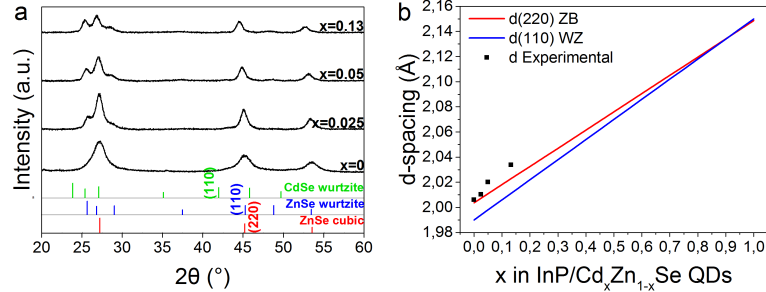 a
Intensity (a.u.)
x=0.13
x=0.05
x=0.025
x=0
(110)
CdSe wurtzite
(110)
ZnSe wurtzite
(220)
ZnSe cubic
20 25 30 35 40 45 50 55 60
2θ (°)
b
d(220) ZB
d(110) WZ
d Experimental
d-spacing (Å)
2,16
2,14
2,12
2,10
2,08
2,06
2,04
2,02
2,00
1,98
0,0 0,1 0,2 0,3 0,4 0,5 0,6 0,7 0,8 0,9 1,0
x in InP/CdxZn1-xSe QDs